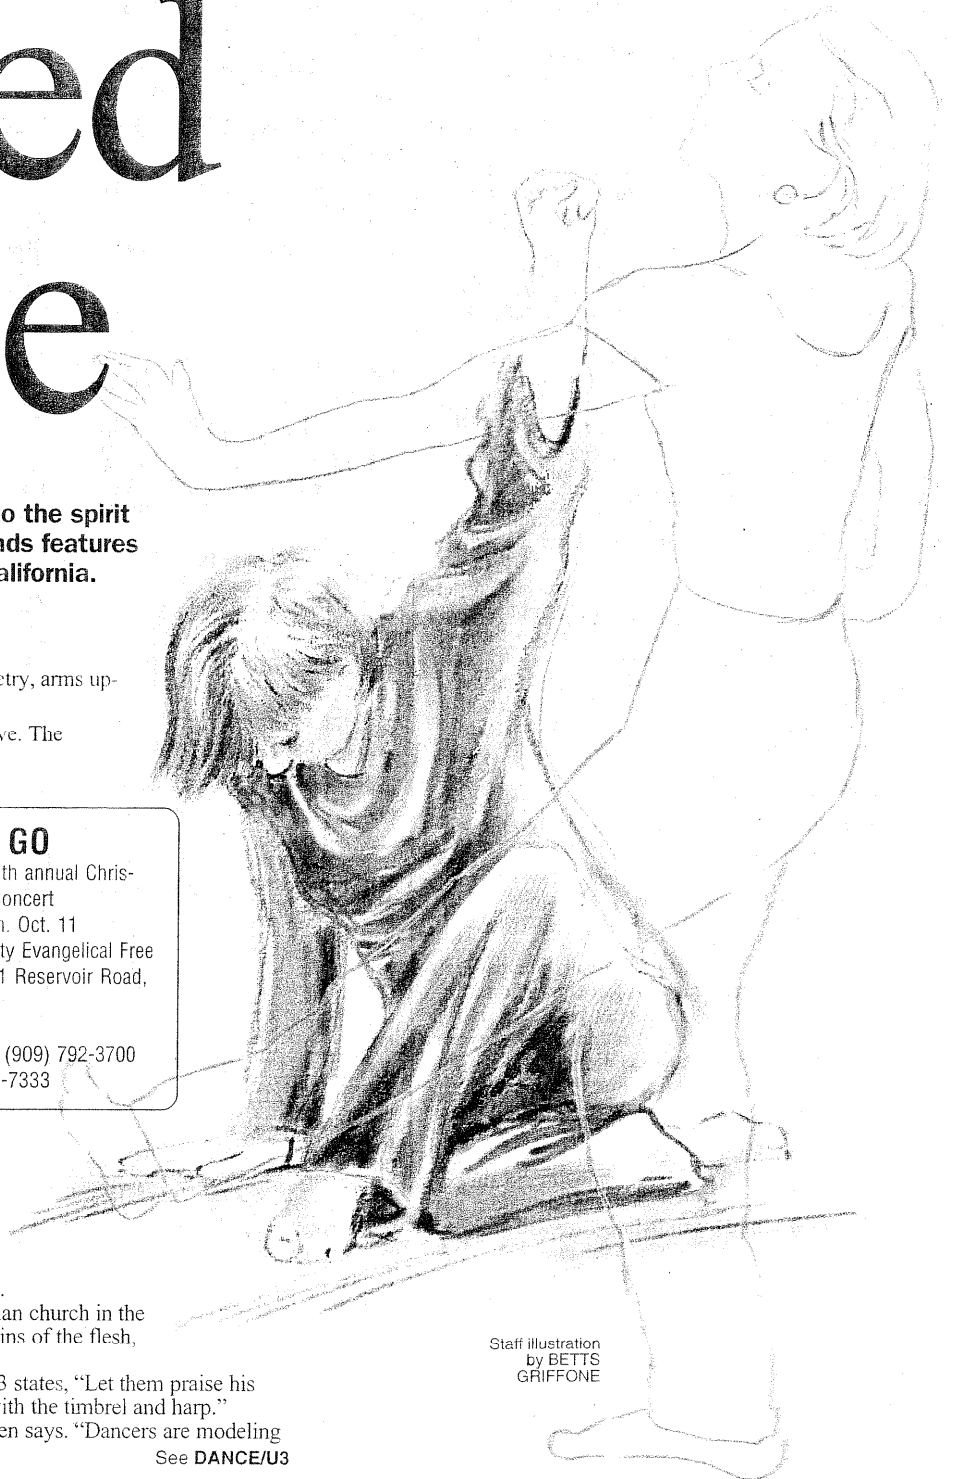 ed
e
o the spirit
nds features
alifornia.
etry, arms up-
ve. The
GO
th annual Chris-
oncert
n. Oct. 11
ty Evangelical Free
1 Reservoir Road,
(909) 792-3700
-7333
.
an church in the
ins of the flesh,
3 states, “Let them praise his
ith the timbrel and harp.”
en says. “Dancers are modeling
See DANCE/U3
Staff illustration
by BETTS
GRIFFONE